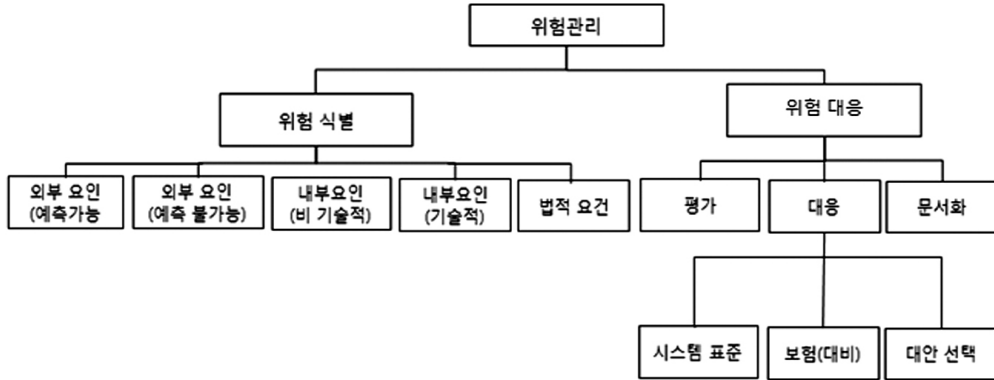 위험관리
위험 식별
위험 대응
외부 요인
(예측가능
외부 요인
(예측 불가능)
내부요인
(비 기술적)
내부요인
(기술적)
법적 요건
평가
대응
문서화
시스템 표준
보험(대비)
대안 선택